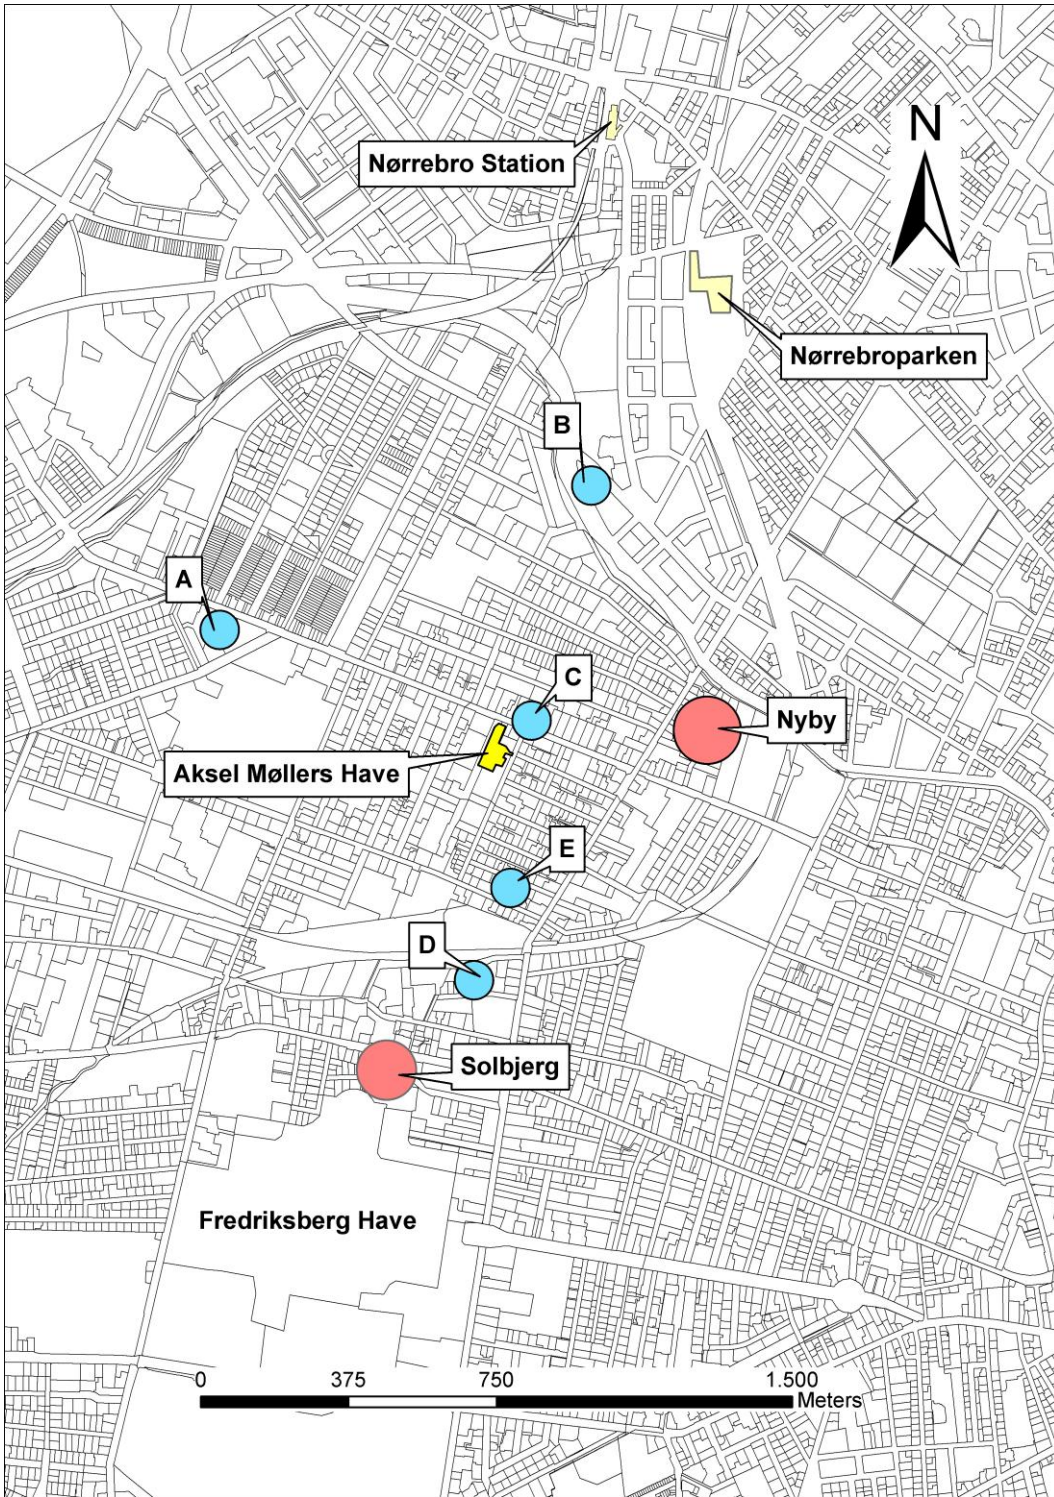 N
Nørrebro Station
Nørrebroparken
B
A
C
Nyby
Aksel Møllers Have
E
D
Solbjerg
Fredriksberg Have
0 375 750 1.500
Meters